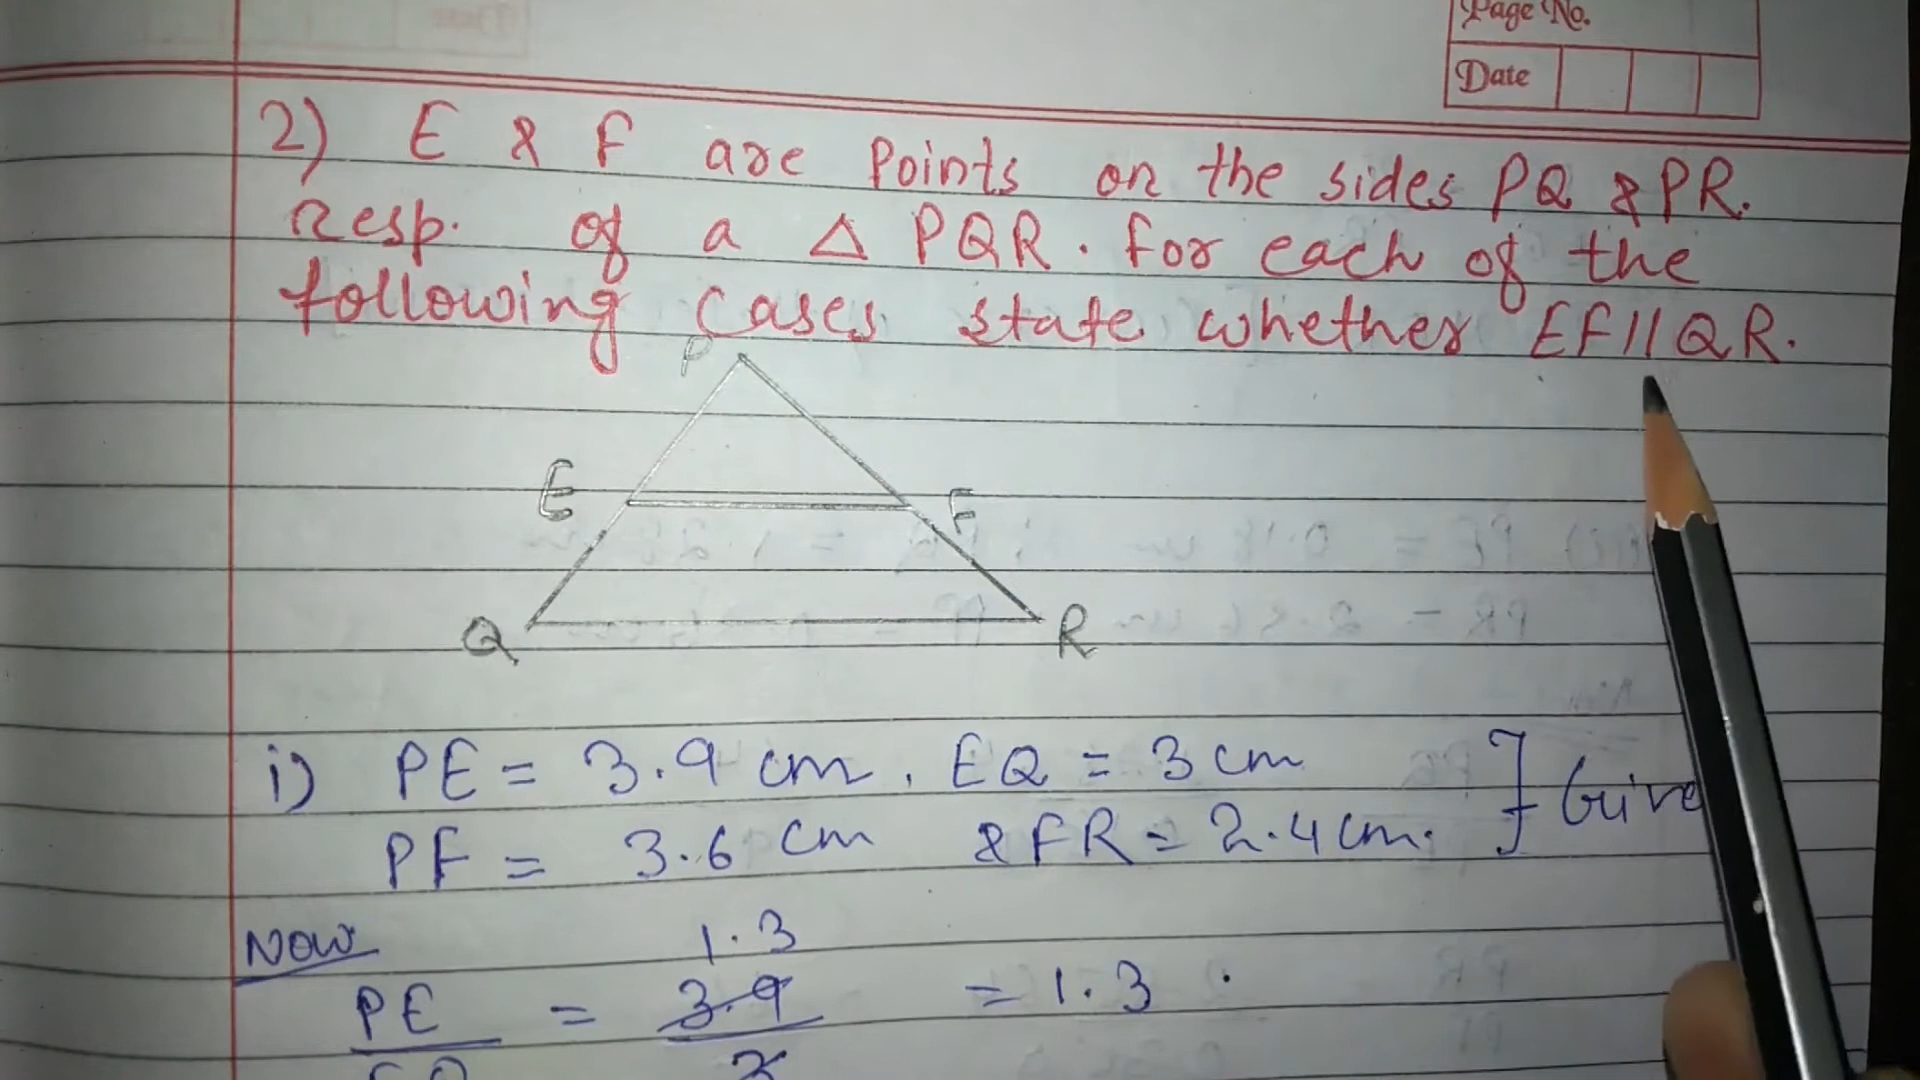 Page No.
Date
2) E & F are points on the sides PQ & PR.
resp. of a △ PQR. for each of the
following cases state whether EF||QR.
P
E F
Q R
i) PE = 3.9 cm, EQ = 3 cm
PF = 3.6 cm & FR = 2.4 cm. } Give
Now
1.3
PE = 3.9 = 1.3
3